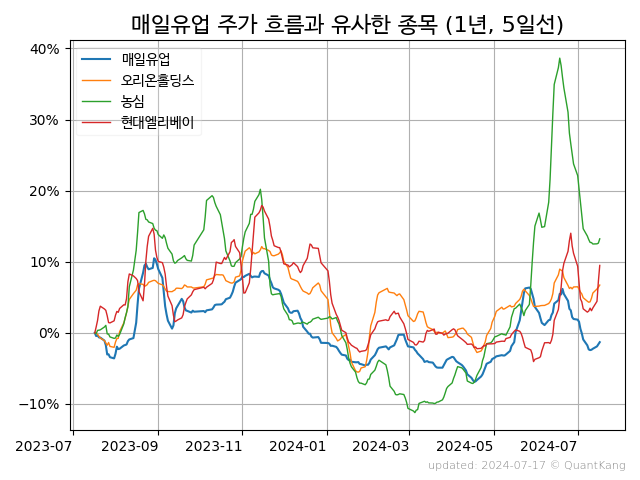 매일유업 주가 흐름과 유사한 종목 (1년, 5일선)
매일유업
오리온홀딩스
농심
현대엘리베이
40%
30%
20%
10%
0%
−10%
2023-07 2023-09 2023-11 2024-01 2024-03 2024-05 2024-07
updated: 2024-07-17 © QuantKang